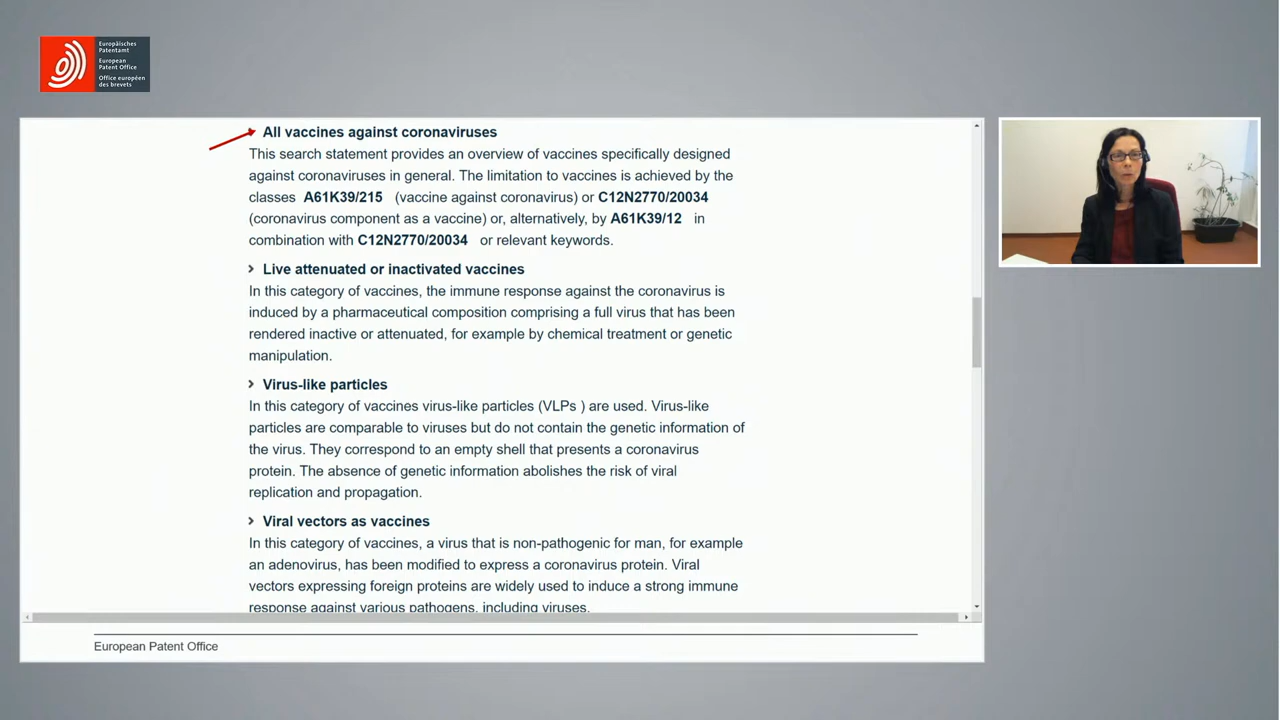 Europäisches
Patentamt
European
Patent Office
Office européen
des brevets
All vaccines against coronaviruses
This search statement provides an overview of vaccines specifically designed
against coronaviruses in general. The limitation to vaccines is achieved by the
classes A61K39/215 (vaccine against coronavirus) or C12N2770/20034
(coronavirus component as a vaccine) or, alternatively, by A61K39/12 in
combination with C12N2770/20034 or relevant keywords.
Live attenuated or inactivated vaccines
In this category of vaccines, the immune response against the coronavirus is
induced by a pharmaceutical composition comprising a full virus that has been
rendered inactive or attenuated, for example by chemical treatment or genetic
manipulation.
Virus-like particles
In this category of vaccines virus-like particles (VLPs ) are used. Virus-like
particles are comparable to viruses but do not contain the genetic information of
the virus. They correspond to an empty shell that presents a coronavirus
protein. The absence of genetic information abolishes the risk of viral
replication and propagation.
Viral vectors as vaccines
In this category of vaccines, a virus that is non-pathogenic for man, for example
an adenovirus, has been modified to express a coronavirus protein. Viral
vectors expressing foreign proteins are widely used to induce a strong immune
response against various pathogens, including viruses.
European Patent Office